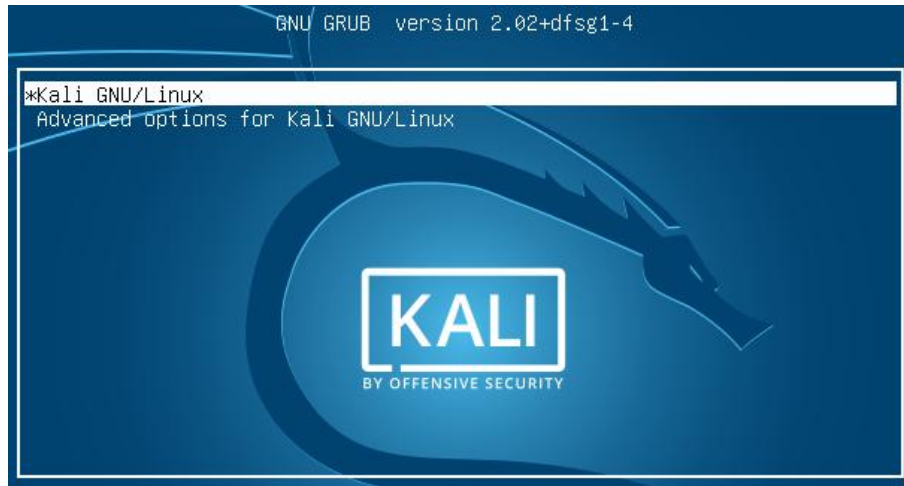 GNU GRUB  version 2.02+dfsg1-4
*Kali GNU/Linux
Advanced options for Kali GNU/Linux
KALI
BY OFFENSIVE SECURITY